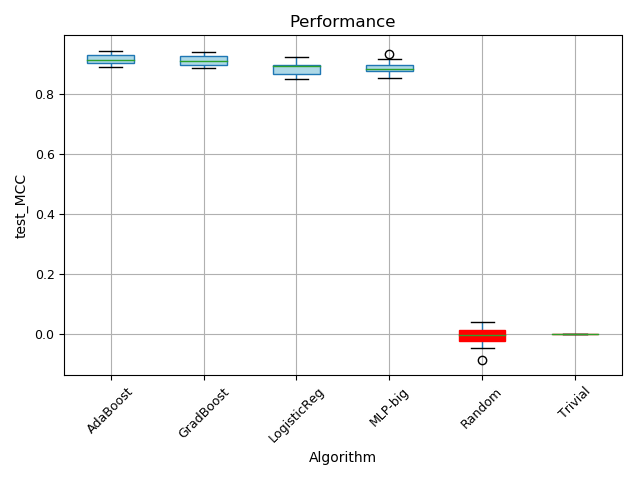 Performance
test_MCC
0.8
0.6
0.4
0.2
0.0
AdaBoost
GradBoost
LogisticReg
MLP-big
Random
Trivial
Algorithm